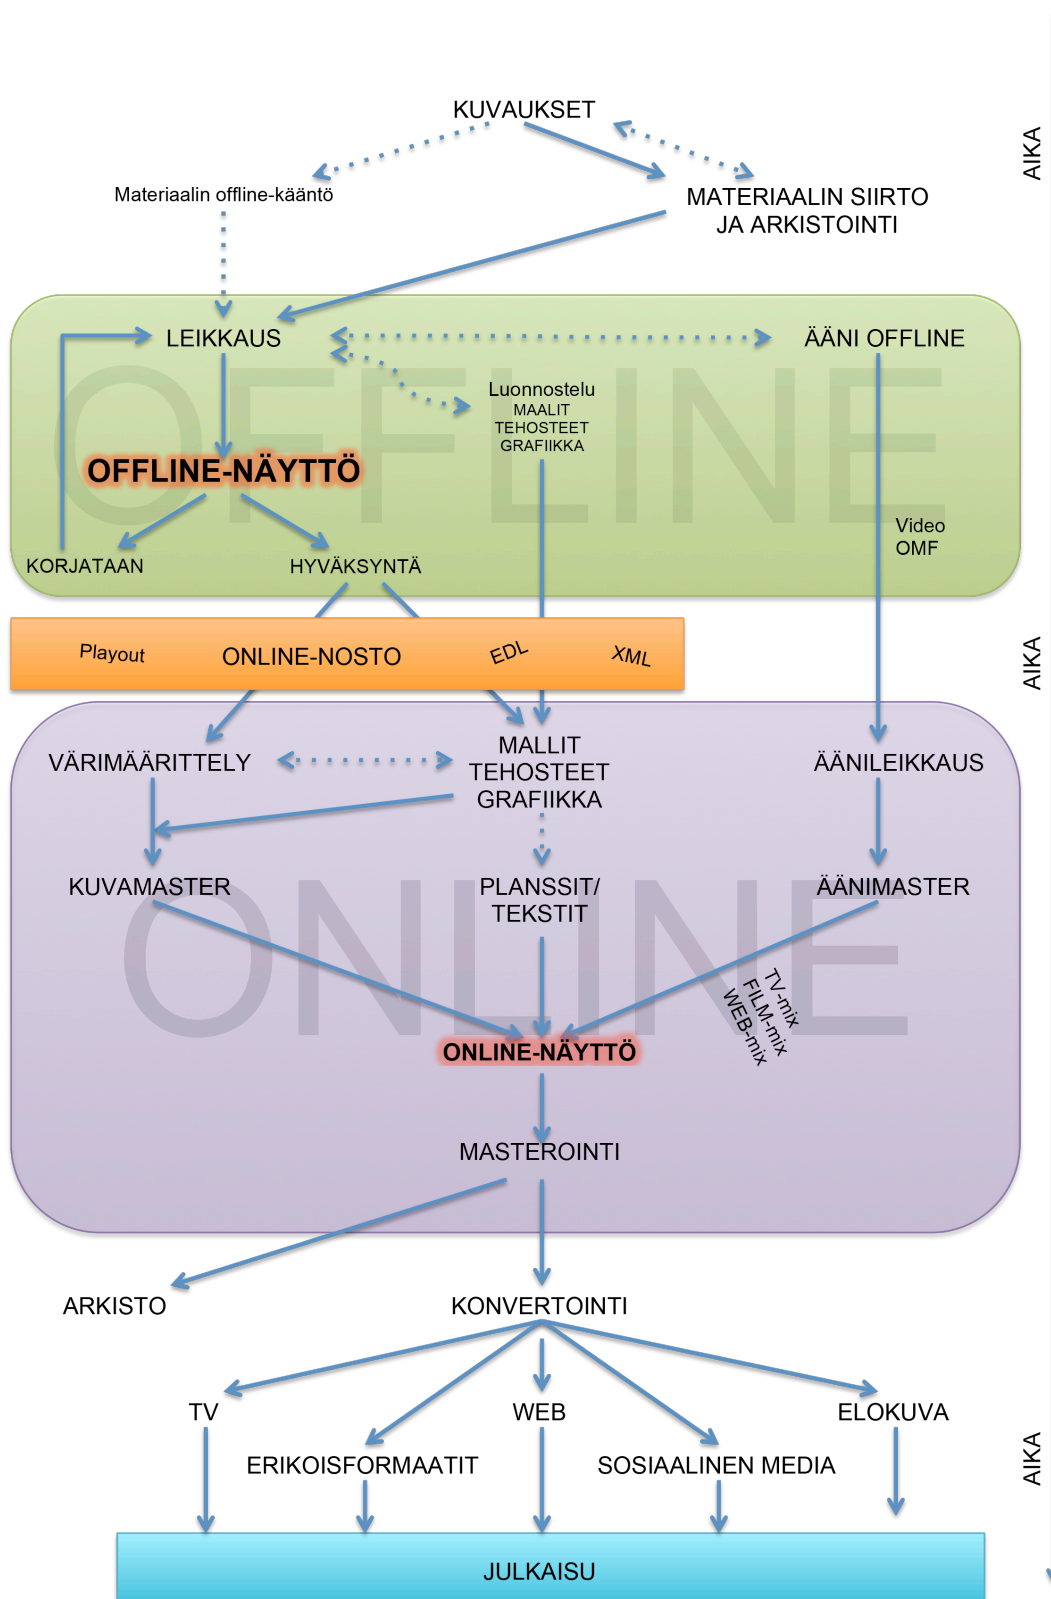 KUVAUKSET
AIKA
Materiaalin offline-kääntö
MATERIAALIN SIIRTO
JA ARKISTOINTI
LEIKKAUS
ÄÄNI OFFLINE
OFFLINE
Luonnostelu
MAALIT
TEHOSTEET
GRAFIIKKA
OFFLINE-NÄYTTÖ
Video
OMF
KORJATAAN
HYVÄKSYNTÄ
Playout
ONLINE-NOSTO
EDL
XML
AIKA
VÄRIMÄÄRITTELY
MALLIT
TEHOSTEET
GRAFIIKKA
ÄÄNILEIKKAUS
KUVAMASTER
PLANSSIT/
TEKSTIT
ÄÄNIMASTER
ONLINE
TV-mix
FILM-mix
WEB-mix
ONLINE-NÄYTTÖ
MASTEROINTI
ARKISTO
KONVERTOINTI
TV
WEB
ELOKUVA
ERIKOISFORMAATIT
SOSIAALINEN MEDIA
AIKA
JULKAISU